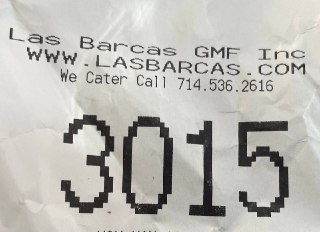 Las Barcas GMF Inc
WWW.LASBARCAS.COM
We Cater Call 714.536.2616
3015